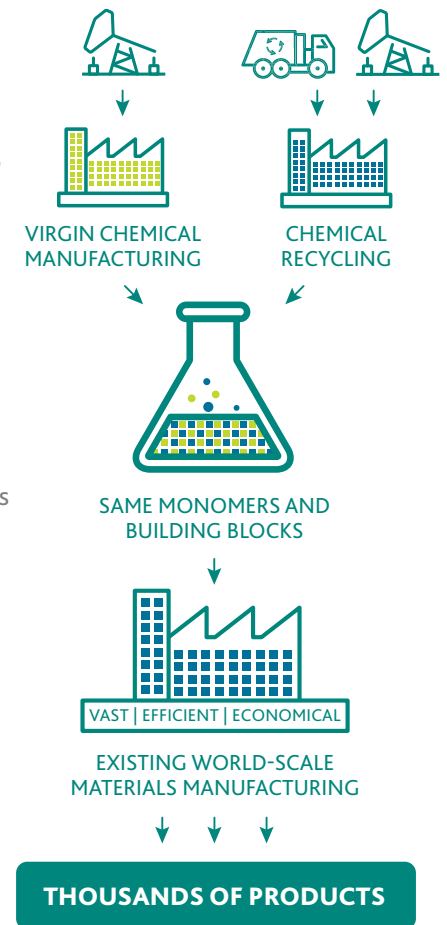 VIRGIN CHEMICAL
MANUFACTURING
CHEMICAL
RECYCLING
S
SAME MONOMERS AND
BUILDING BLOCKS
VAST | EFFICIENT | ECONOMICAL
EXISTING WORLD-SCALE
MATERIALS MANUFACTURING
THOUSANDS OF PRODUCTS